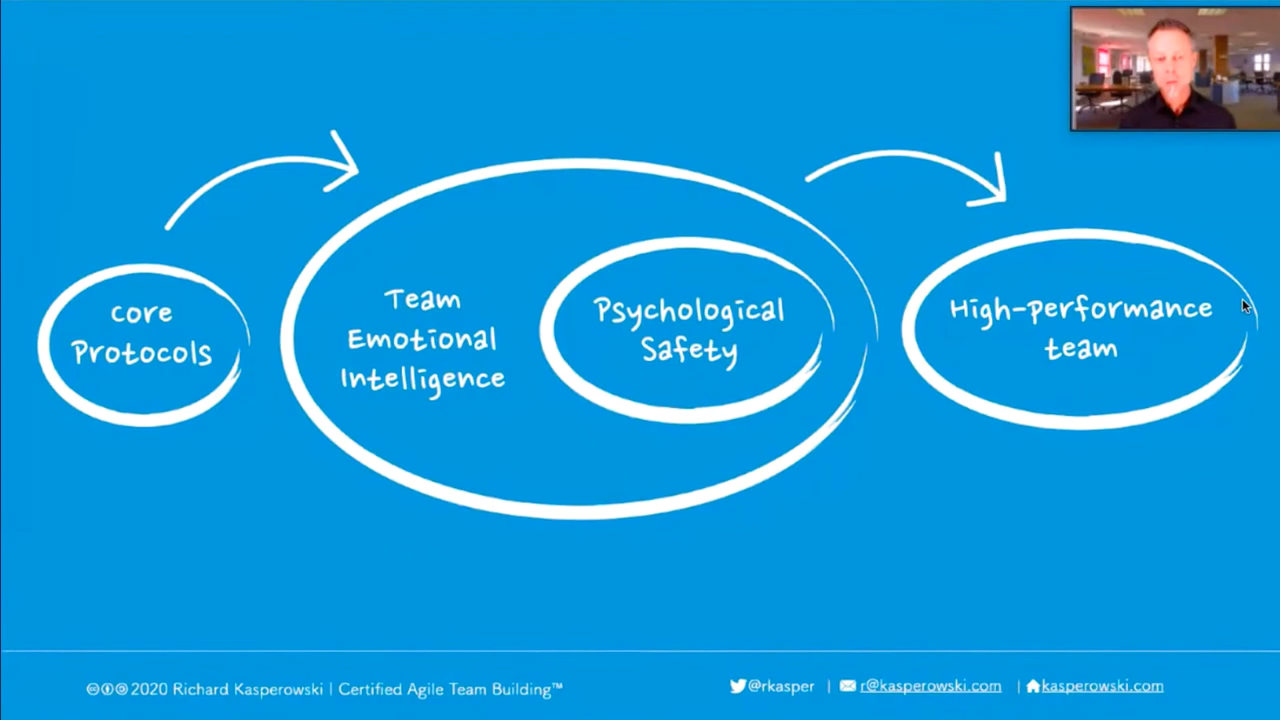 Core
Protocols
Team
Emotional
Intelligence
Psychological
Safety
High-performance
team
2020 Richard Kasperowski | Certified Agile Team Building™
@rkasper | r@kasperowski.com | kasperowski.com